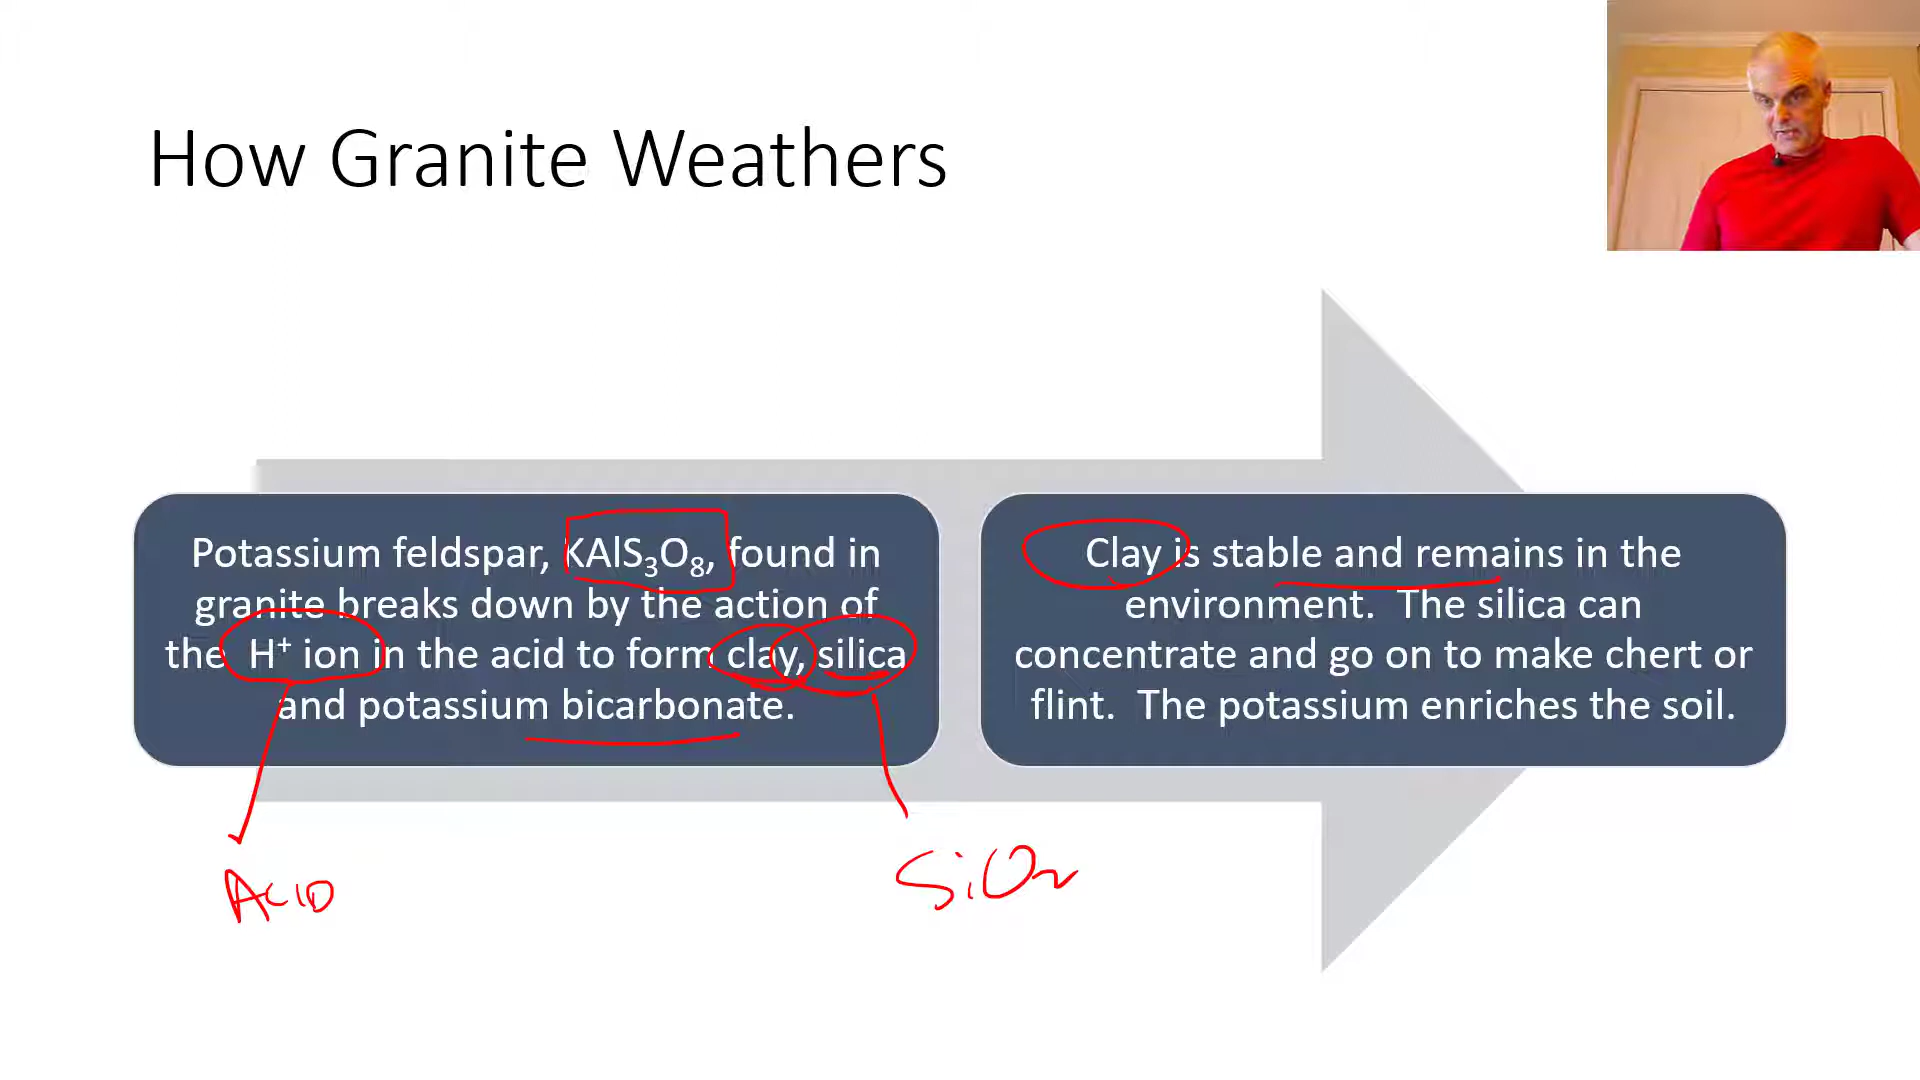 How Granite Weathers
Potassium feldspar, KAlS₃O₈, found in
granite breaks down by the action of
the H⁺ ion in the acid to form clay, silica
and potassium bicarbonate.
Clay is stable and remains in the
environment. The silica can
concentrate and go on to make chert or
flint. The potassium enriches the soil.
ACID
SiO₂